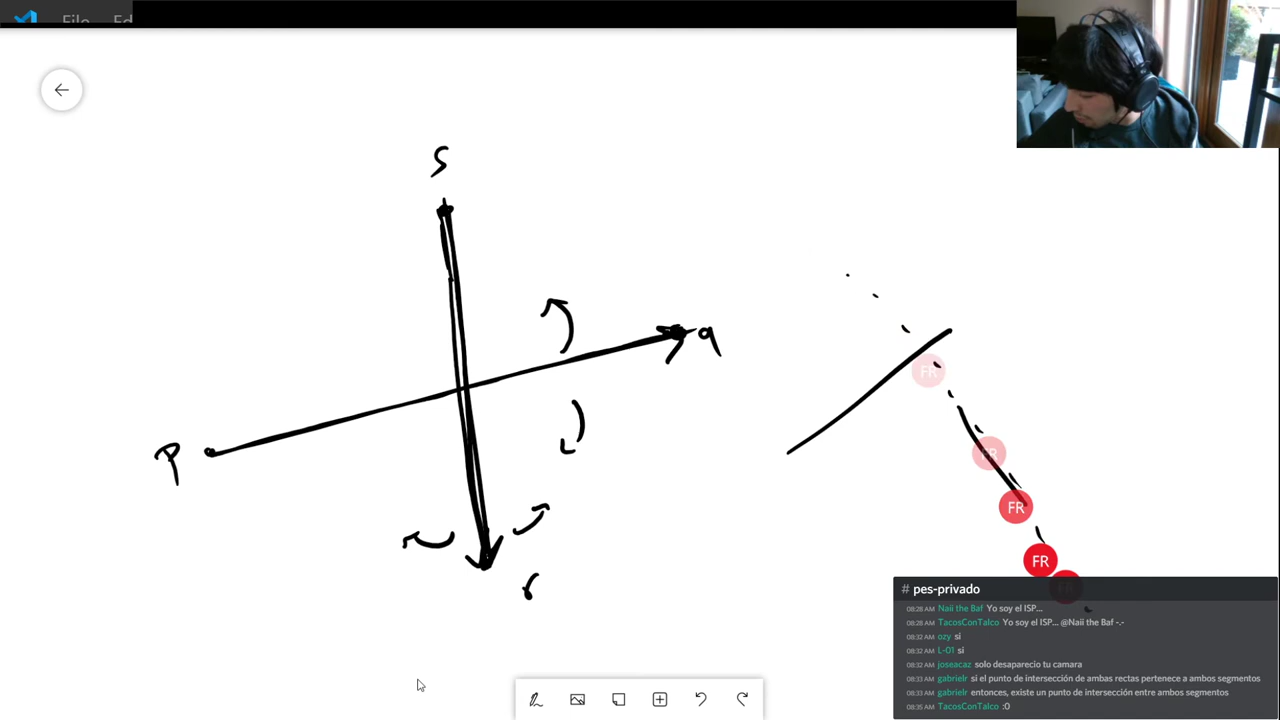 File Ed
S
q
P
r
FR
FR
FR
FR
FR
# pes-privado
08:28 AM Naii the Baf Yo soy el ISP...
08:28 AM TacosConTalco Yo soy el ISP... @Naii the Baf -.-
08:32 AM ozy si
08:32 AM L-01 si
08:32 AM joseacaz solo desaparecio tu camara
08:33 AM gabrielr si el punto de intersección de ambas rectas pertenece a ambos segmentos
08:33 AM gabrielr entonces, existe un punto de intersección entre ambos segmentos
08:35 AM TacosConTalco :0